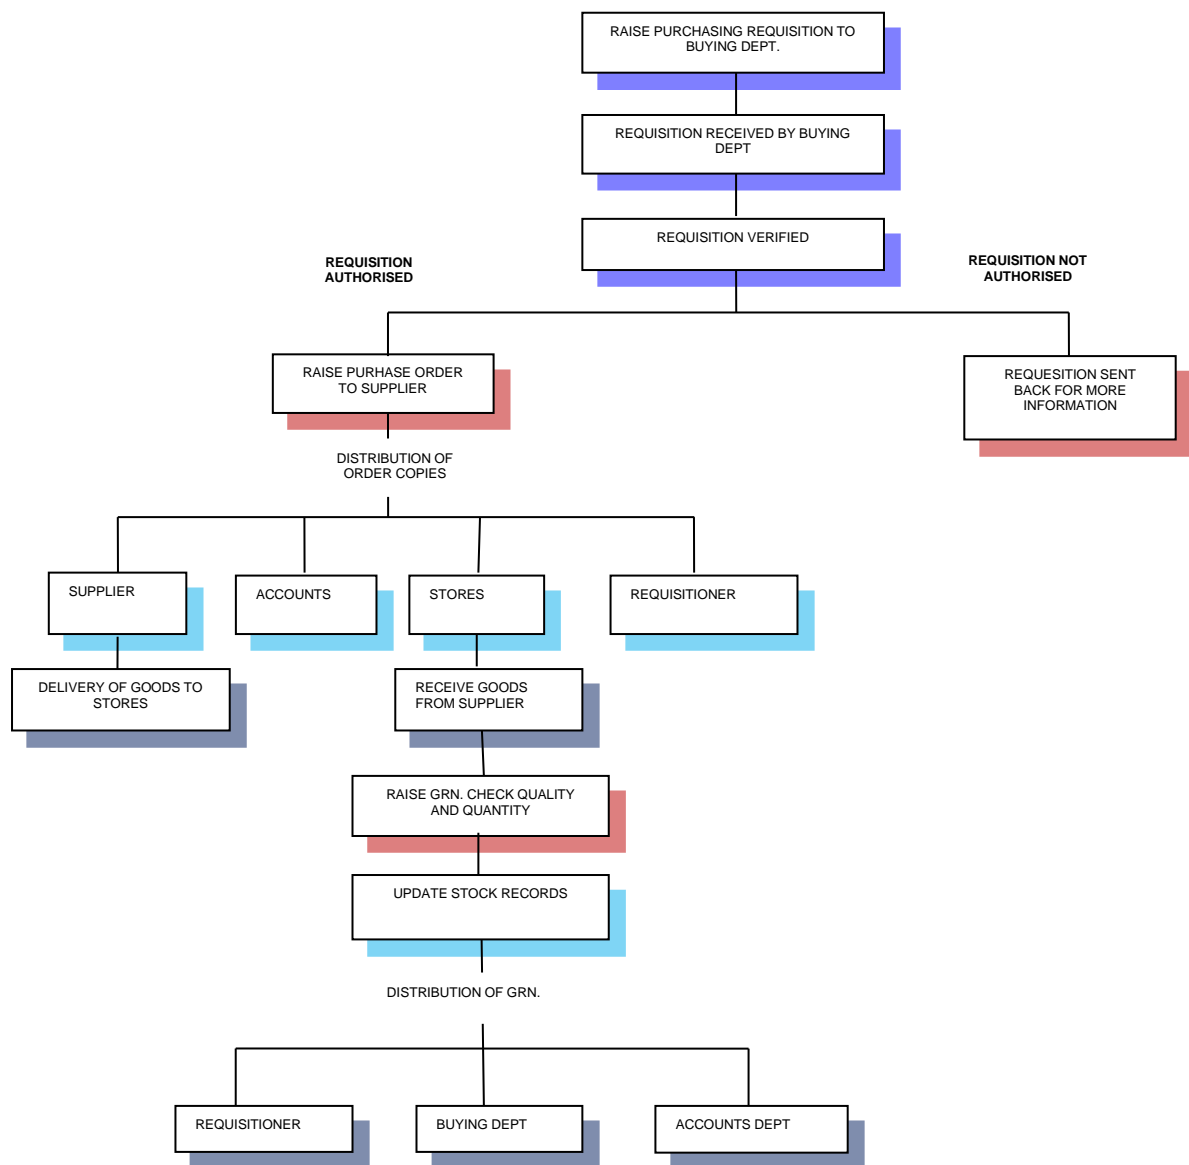 RAISE PURCHASING REQUISITION TO
BUYING DEPT.
REQUISITION RECEIVED BY BUYING
DEPT
REQUISITION VERIFIED
REQUISITION
AUTHORISED
REQUISITION NOT
AUTHORISED
RAISE PURHASE ORDER
TO SUPPLIER
REQUESITION SENT
BACK FOR MORE
INFORMATION
DISTRIBUTION OF
ORDER COPIES
SUPPLIER
ACCOUNTS
STORES
REQUISITIONER
DELIVERY OF GOODS TO
STORES
RECEIVE GOODS
FROM SUPPLIER
RAISE GRN. CHECK QUALITY
AND QUANTITY
UPDATE STOCK RECORDS
DISTRIBUTION OF GRN.
REQUISITIONER
BUYING DEPT
ACCOUNTS DEPT